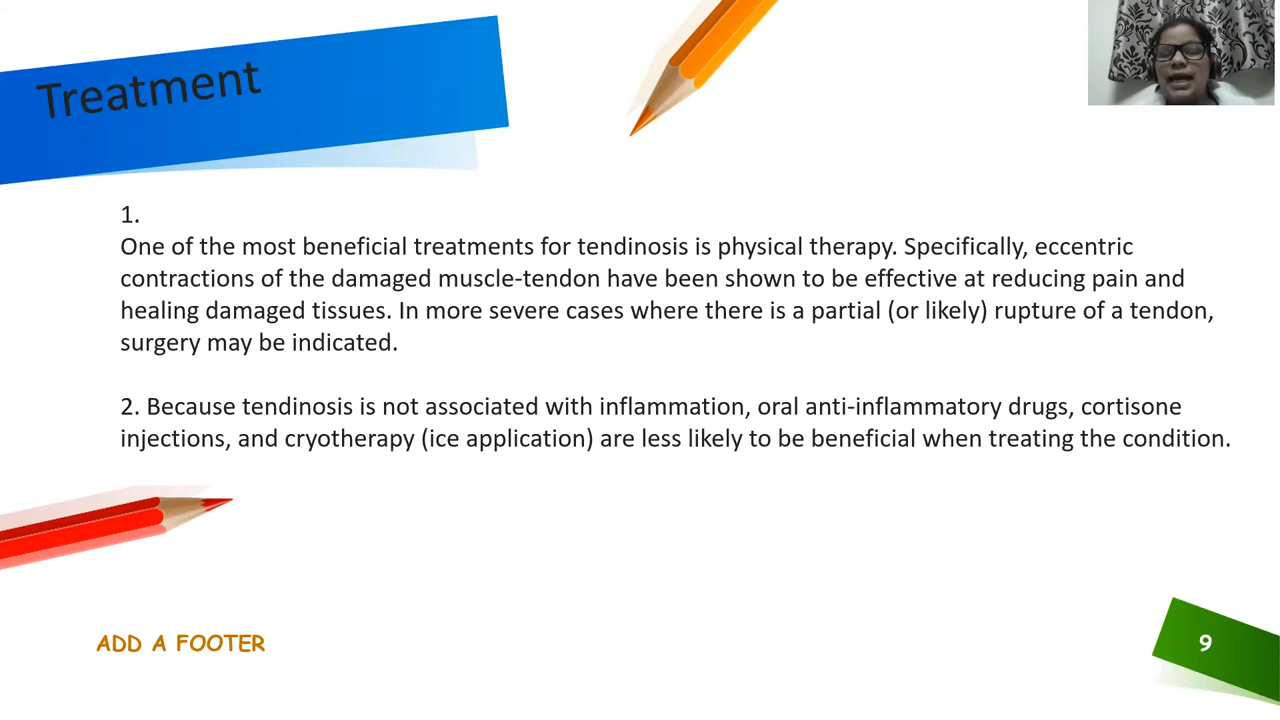 Treatment
1.
One of the most beneficial treatments for tendinosis is physical therapy. Specifically, eccentric
contractions of the damaged muscle-tendon have been shown to be effective at reducing pain and
healing damaged tissues. In more severe cases where there is a partial (or likely) rupture of a tendon,
surgery may be indicated.
2. Because tendinosis is not associated with inflammation, oral anti-inflammatory drugs, cortisone
injections, and cryotherapy (ice application) are less likely to be beneficial when treating the condition.
ADD A FOOTER
9